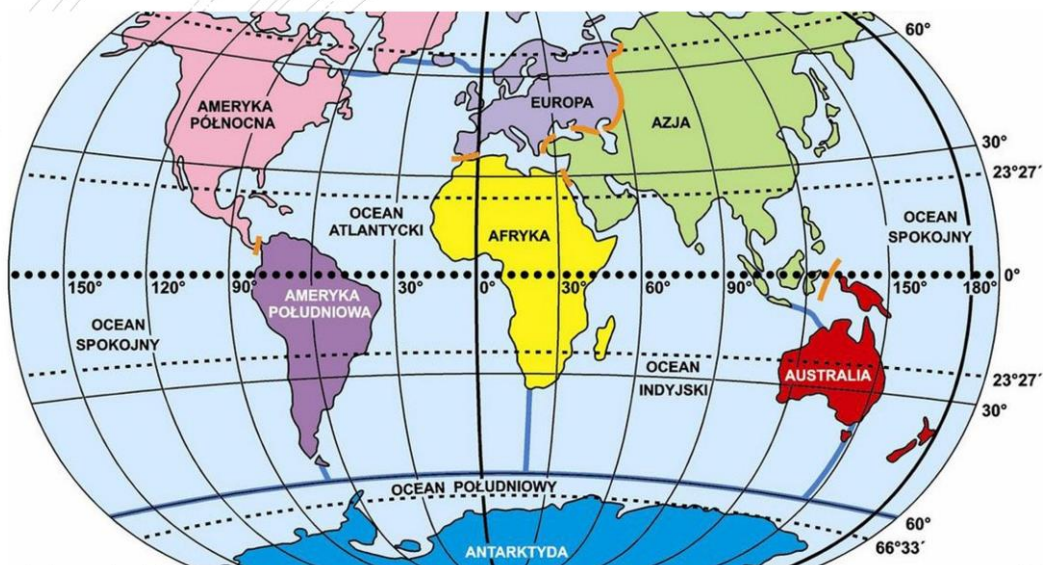 60°
AMERYKA
PÓŁNOCNA
EUROPA
AZJA
30°
23°27´
OCEAN
ATLANTYCKI
AFRYKA
OCEAN
SPOKOJNY
0°
150°
120°
90°
30°
0°
30°
90°
150°
180°
AMERYKA
POŁUDNIOWA
OCEAN
SPOKOJNY
OCEAN
INDYJSKI
AUSTRALIA
23°27´
30°
OCEAN POŁUDNIOWY
60°
66°33´
ANTARKTYDA